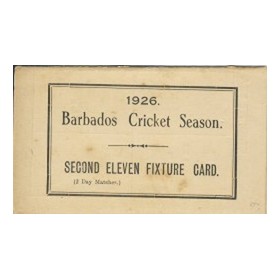 1926.
Barbados Cricket Season.
SECOND ELEVEN FIXTURE CARD.
(2 Day Matches.)